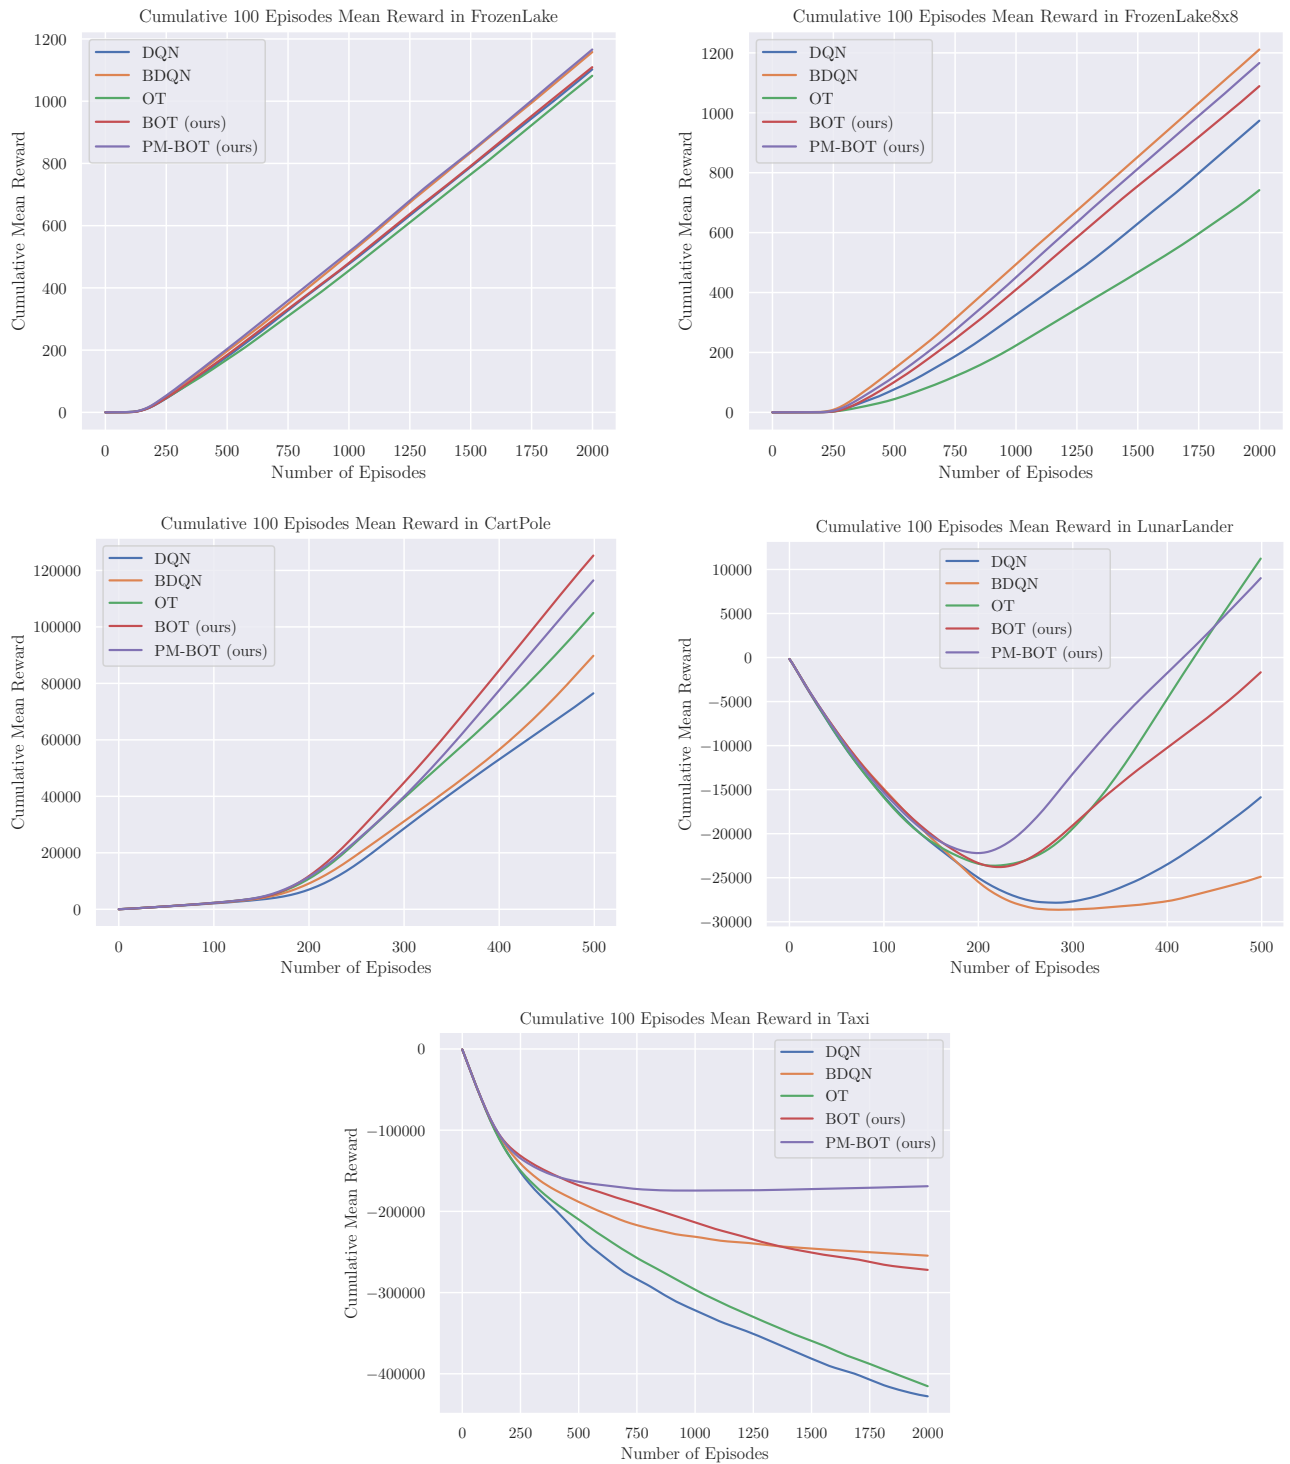 Cumulative 100 Episodes Mean Reward in FrozenLake
1200
1000
800
600
400
200
0
Cumulative Mean Reward
DQN
BDQN
OT
BOT (ours)
PM-BOT (ours)
0 250 500 750 1000 1250 1500 1750 2000
Number of Episodes
Cumulative 100 Episodes Mean Reward in FrozenLake8x8
1200
1000
800
600
400
200
0
Cumulative Mean Reward
DQN
BDQN
OT
BOT (ours)
PM-BOT (ours)
0 250 500 750 1000 1250 1500 1750 2000
Number of Episodes
Cumulative 100 Episodes Mean Reward in CartPole
120000
100000
80000
60000
40000
20000
0
Cumulative Mean Reward
DQN
BDQN
OT
BOT (ours)
PM-BOT (ours)
0 100 200 300 400 500
Number of Episodes
Cumulative 100 Episodes Mean Reward in LunarLander
10000
5000
0
−5000
−10000
−15000
−20000
−25000
−30000
Cumulative Mean Reward
DQN
BDQN
OT
BOT (ours)
PM-BOT (ours)
0 100 200 300 400 500
Number of Episodes
Cumulative 100 Episodes Mean Reward in Taxi
0
−100000
−200000
−300000
−400000
Cumulative Mean Reward
DQN
BDQN
OT
BOT (ours)
PM-BOT (ours)
0 250 500 750 1000 1250 1500 1750 2000
Number of Episodes